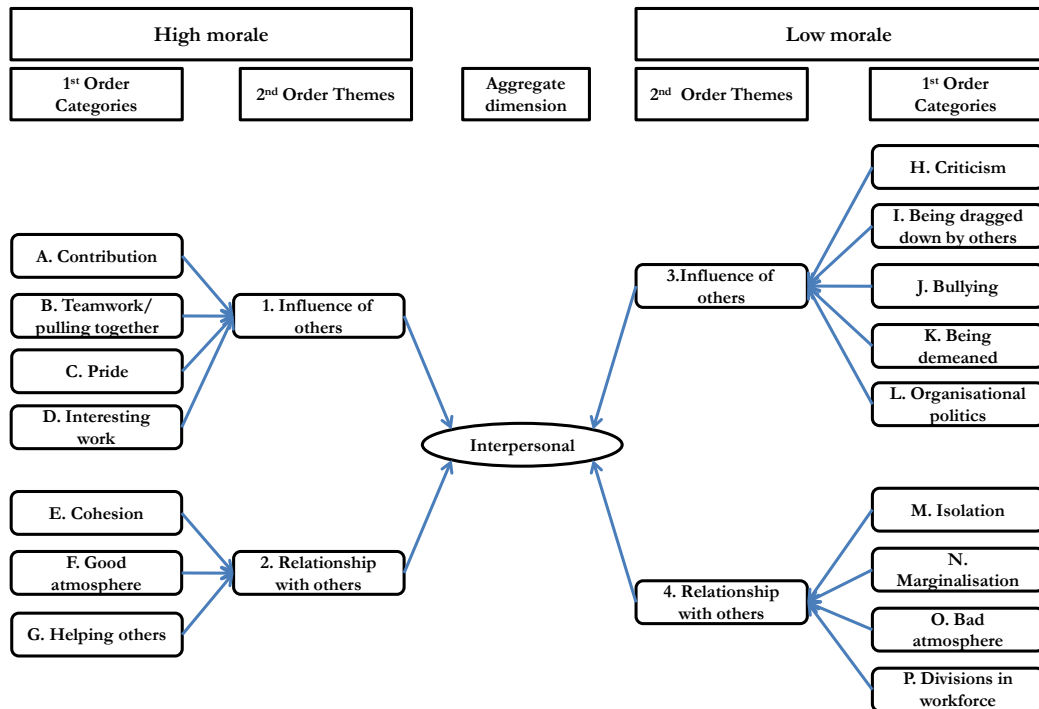 High morale
Low morale
1st Order
Categories
2nd Order Themes
Aggregate
dimension
2nd Order Themes
1st Order
Categories
A. Contribution
B. Teamwork/
pulling together
C. Pride
D. Interesting
work
1. Influence of
others
E. Cohesion
F. Good
atmosphere
G. Helping others
2. Relationship
with others
Interpersonal
3.Influence of
others
H. Criticism
I. Being dragged
down by others
J. Bullying
K. Being
demeaned
L. Organisational
politics
4. Relationship
with others
M. Isolation
N.
Marginalisation
O. Bad
atmosphere
P. Divisions in
workforce